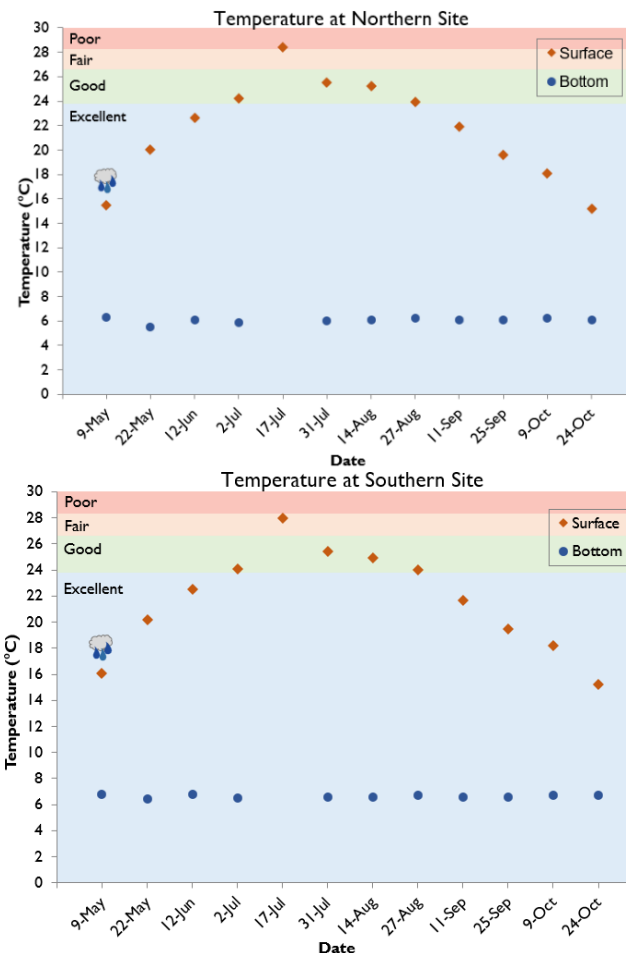 Temperature at Northern Site
Poor
Fair
Good
Excellent
Surface
Bottom
Temperature (°C)
30
28
26
24
22
20
18
16
14
12
10
8
6
4
2
0
9-May
22-May
12-Jun
2-Jul
17-Jul
31-Jul
14-Aug
27-Aug
11-Sep
25-Sep
9-Oct
24-Oct
Date
Temperature at Southern Site
Poor
Fair
Good
Excellent
Surface
Bottom
Temperature (°C)
30
28
26
24
22
20
18
16
14
12
10
8
6
4
2
0
9-May
22-May
12-Jun
2-Jul
17-Jul
31-Jul
14-Aug
27-Aug
11-Sep
25-Sep
9-Oct
24-Oct
Date